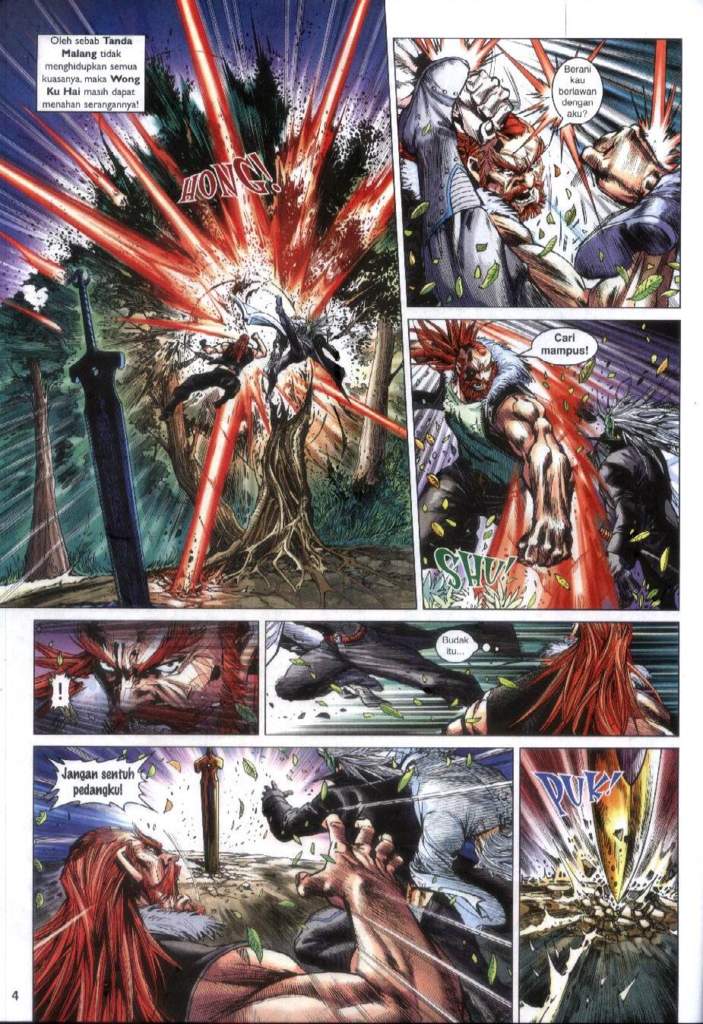 Oleh sebab Tanda
Malang tidak
menghidupkan semua
kuasanya, maka Wong
Ku Hai masih dapat
menahan serangannya!
HONG!
Berani
kau
berlawan
dengan
aku?
Cari
mampus!
SHU!
!
Budak
itu...
Jangan sentuh
pedangku!
PUK!
4